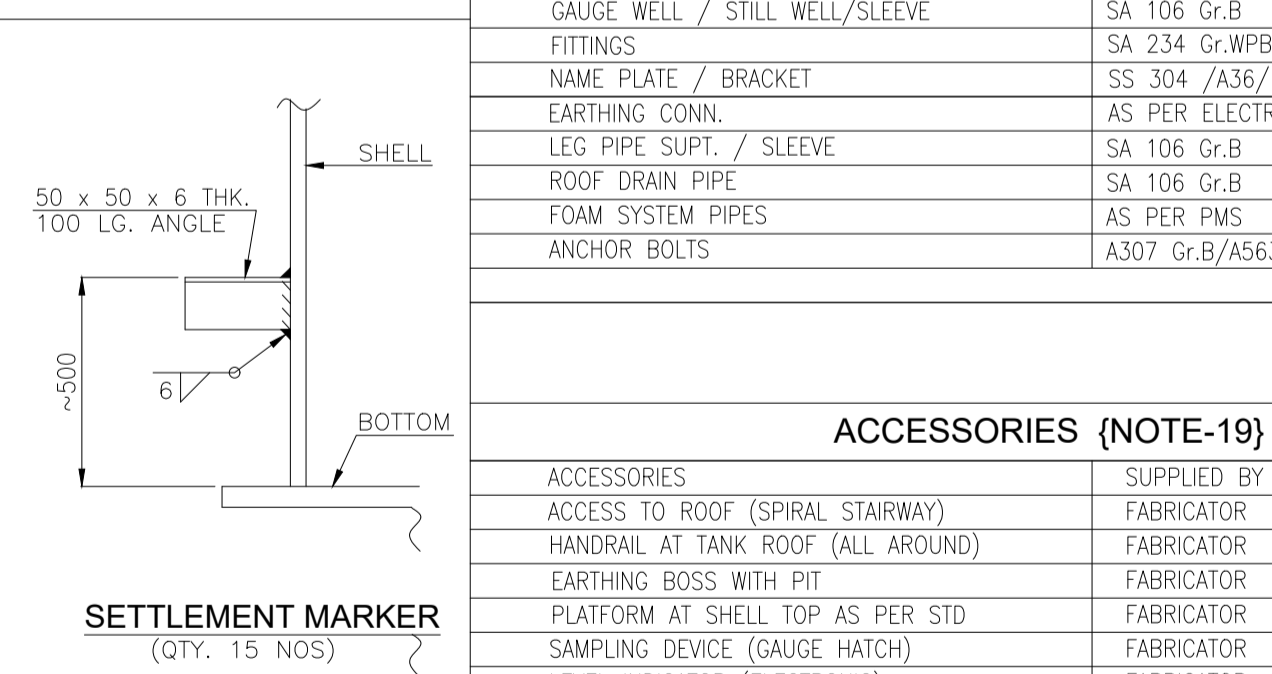 GAUGE WELL / STILL WELL/SLEEVE SA 106 Gr.B
FITTINGS SA 234 Gr.WPB
NAME PLATE / BRACKET SS 304 /A36/
EARTHING CONN. AS PER ELECTR
LEG PIPE SUPT. / SLEEVE SA 106 Gr.B
ROOF DRAIN PIPE SA 106 Gr.B
FOAM SYSTEM PIPES AS PER PMS
ANCHOR BOLTS A307 Gr.B/A563
SHELL
50 x 50 x 6 THK.
100 LG. ANGLE
~500
6
BOTTOM
SETTLEMENT MARKER
(QTY. 15 NOS)
ACCESSORIES {NOTE-19}
ACCESSORIES SUPPLIED BY
ACCESS TO ROOF (SPIRAL STAIRWAY) FABRICATOR
HANDRAIL AT TANK ROOF (ALL AROUND) FABRICATOR
EARTHING BOSS WITH PIT FABRICATOR
PLATFORM AT SHELL TOP AS PER STD FABRICATOR
SAMPLING DEVICE (GAUGE HATCH) FABRICATOR